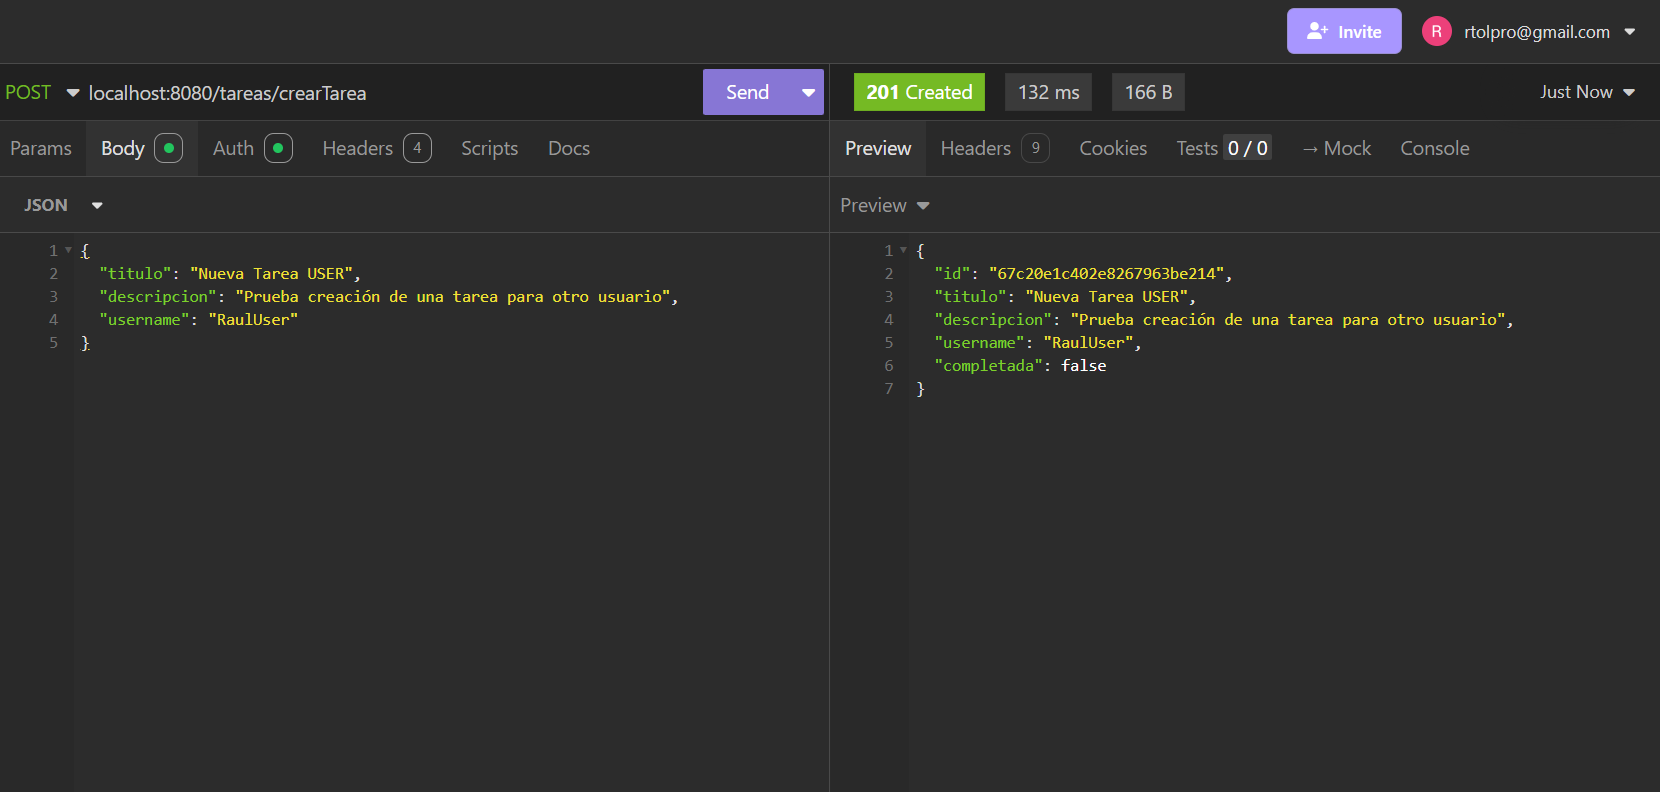 Invite
R
rtolpro@gmail.com
POST localhost:8080/tareas/crearTarea
Send
201 Created
132 ms
166 B
Just Now
Params
Body
Auth
Headers 4
Scripts
Docs
Preview
Headers 9
Cookies
Tests 0 / 0
→ Mock
Console
JSON
Preview
1 {
2 "titulo": "Nueva Tarea USER",
3 "descripcion": "Prueba creación de una tarea para otro usuario",
4 "username": "RaulUser"
5 }
1 {
2 "id": "67c20e1c402e8267963be214",
3 "titulo": "Nueva Tarea USER",
4 "descripcion": "Prueba creación de una tarea para otro usuario",
5 "username": "RaulUser",
6 "completada": false
7 }